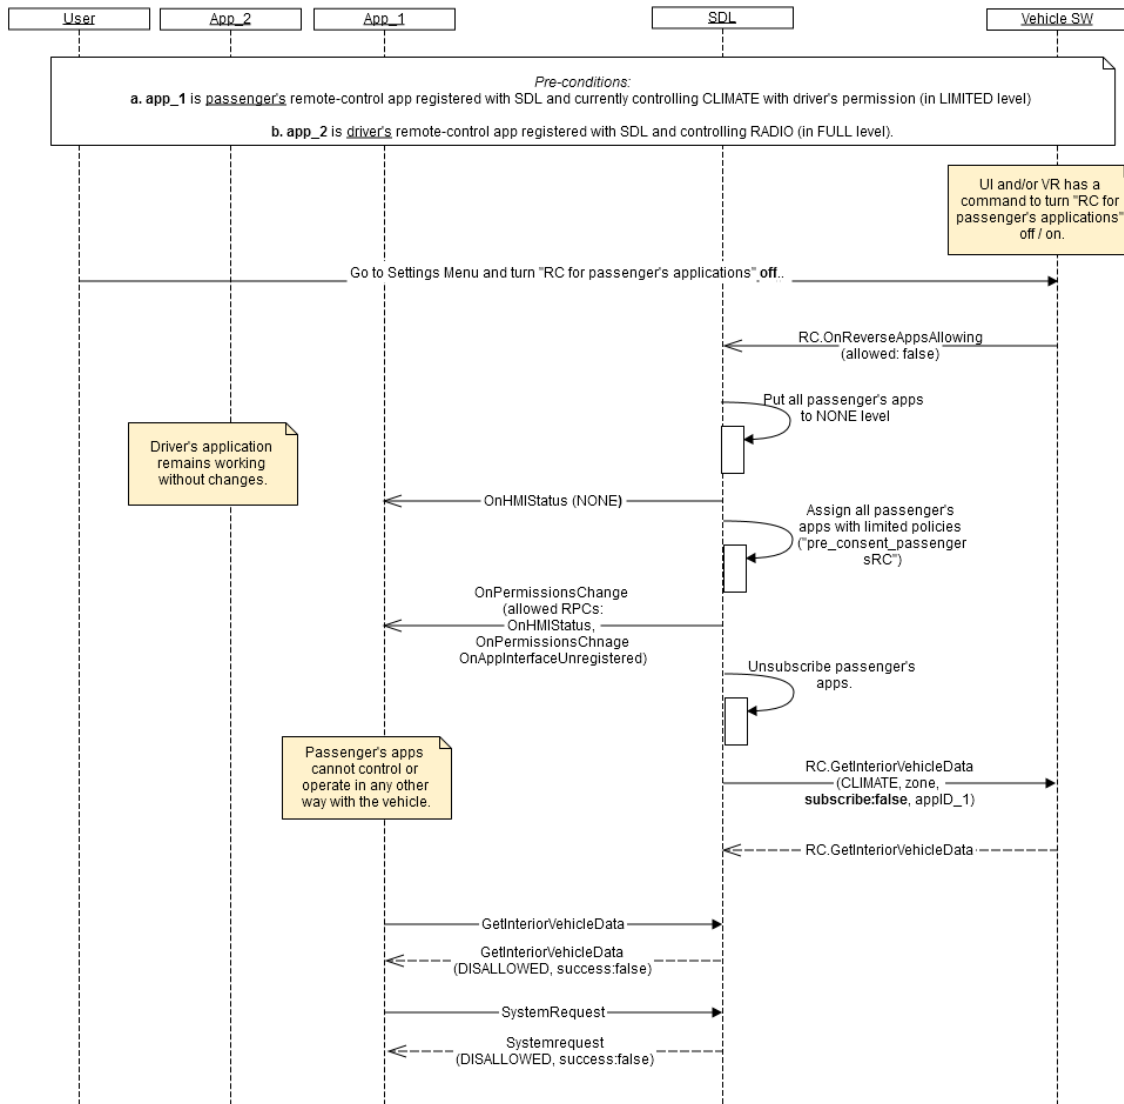 User
App_2
App_1
SDL
Vehicle SW
Pre-conditions:
a. app_1 is passenger's remote-control app registered with SDL and currently controlling CLIMATE with driver's permission (in LIMITED level)
b. app_2 is driver's remote-control app registered with SDL and controlling RADIO (in FULL level).
UI and/or VR has a
command to turn "RC for
passenger's applications"
off / on.
Go to Settings Menu and turn "RC for passenger's applications" off..
RC.OnReverseAppsAllowing
(allowed: false)
Put all passenger's apps
to NONE level
Driver's application
remains working
without changes.
OnHMIStatus (NONE)
Assign all passenger's
apps with limited policies
("pre_consent_passenger
sRC")
OnPermissionsChange
(allowed RPCs:
OnHMIStatus,
OnPermissionsChnage
OnAppInterfaceUnregistered)
Unsubscribe passenger's
apps.
Passenger's apps
cannot control or
operate in any other
way with the vehicle.
RC.GetInteriorVehicleData
(CLIMATE, zone,
subscribe:false, appID_1)
RC.GetInteriorVehicleData
GetInteriorVehicleData
GetInteriorVehicleData
(DISALLOWED, success:false)
SystemRequest
Systemrequest
(DISALLOWED, success:false)